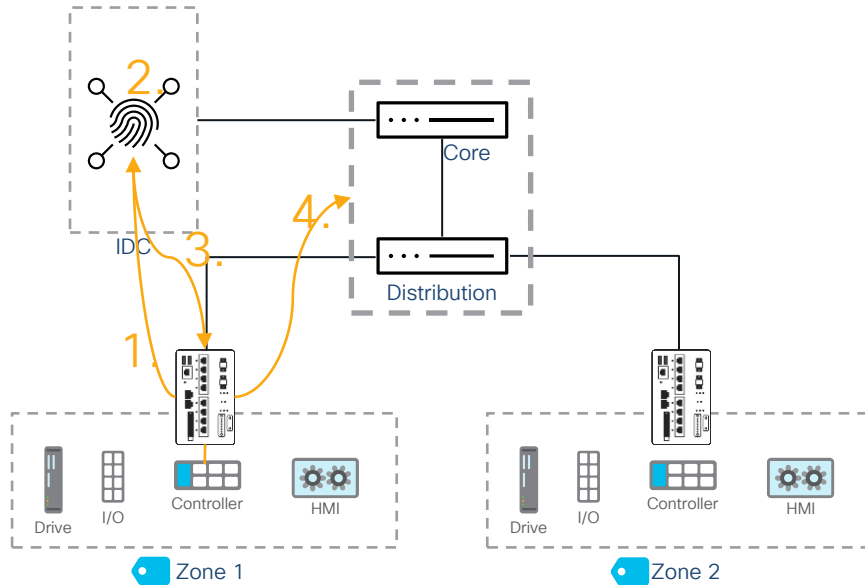 2.
Core
4.
IDC
3.
Distribution
1.
Drive
I/O
Controller
HMI
Drive
I/O
Controller
HMI
Zone 1
Zone 2